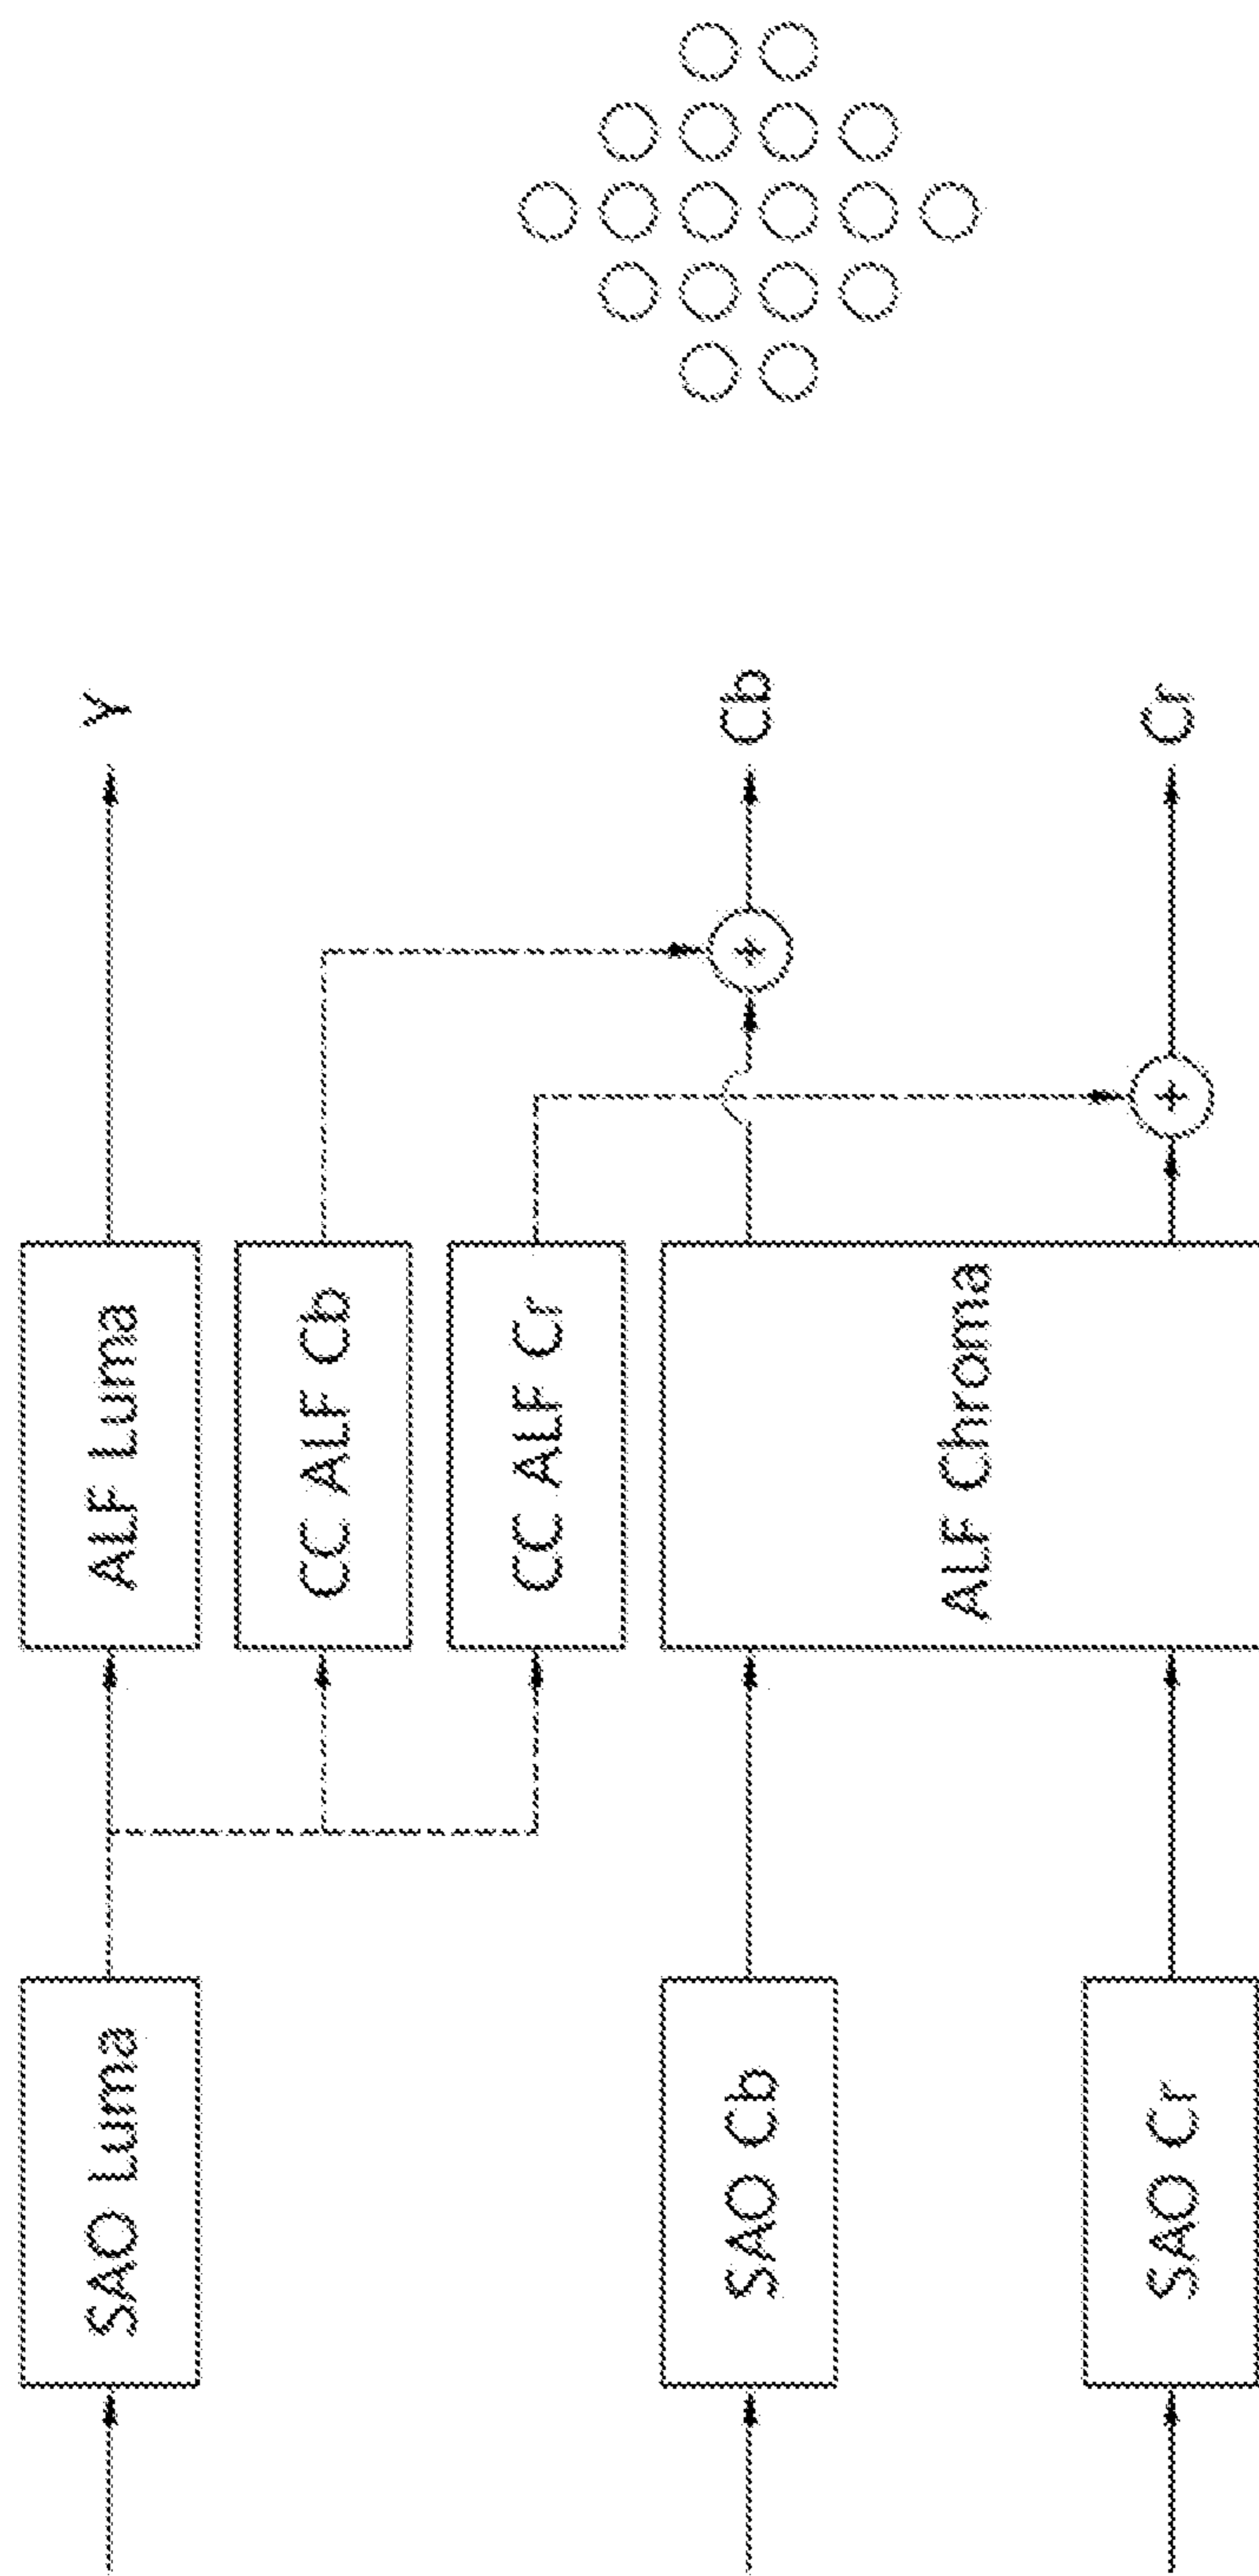 SAO Luma
ALF Luma
Y
CC ALF Cb
CC ALF Cr
SAO Cb
ALF Chroma
+
Cb
SAO Cr
+
Cr